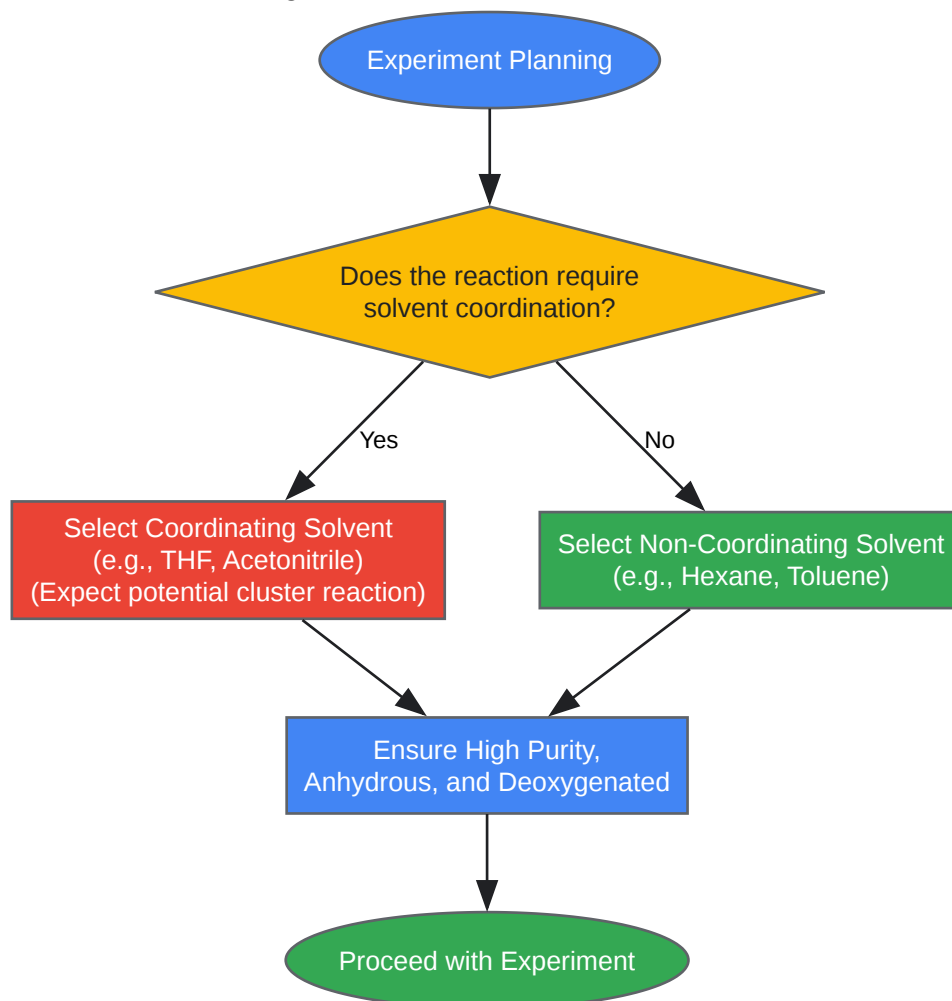 Experiment Planning
Does the reaction require
solvent coordination?
Yes
No
Select Coordinating Solvent
(e.g., THF, Acetonitrile)
(Expect potential cluster reaction)
Select Non-Coordinating Solvent
(e.g., Hexane, Toluene)
Ensure High Purity,
Anhydrous, and Deoxygenated
Proceed with Experiment